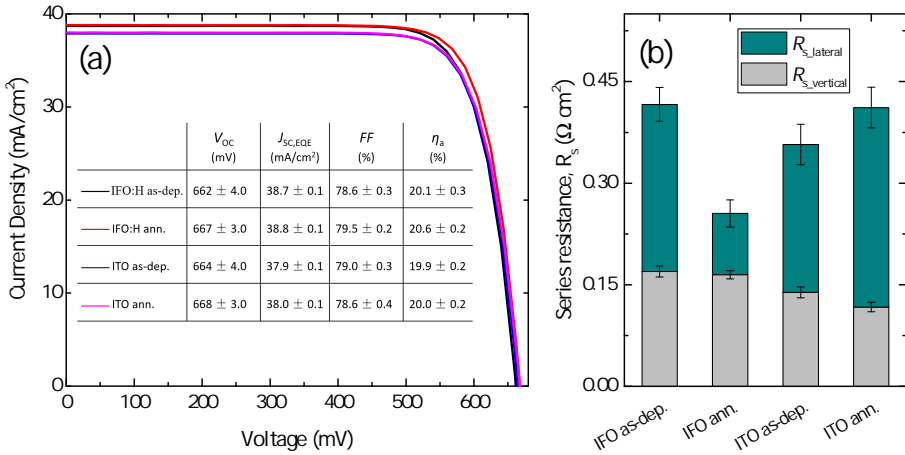 (a)
Current Density (mA/cm²)
40
30
20
10
0
0 100 200 300 400 500 600
Voltage (mV)
V_OC (mV) J_SC,EQE (mA/cm²) FF (%) η_a (%)
IFO:H as-dep. 662 ± 4.0 38.7 ± 0.1 78.6 ± 0.3 20.1 ± 0.3
IFO:H ann. 667 ± 3.0 38.8 ± 0.1 79.5 ± 0.2 20.6 ± 0.2
ITO as-dep. 664 ± 4.0 37.9 ± 0.1 79.0 ± 0.3 19.9 ± 0.2
ITO ann. 668 ± 3.0 38.0 ± 0.1 78.6 ± 0.4 20.0 ± 0.2
(b)
R_s_lateral
R_s_vertical
Series resistance, R_s (Ω cm²)
0.45
0.30
0.15
0.00
IFO as-dep. IFO ann. ITO as-dep. ITO ann.